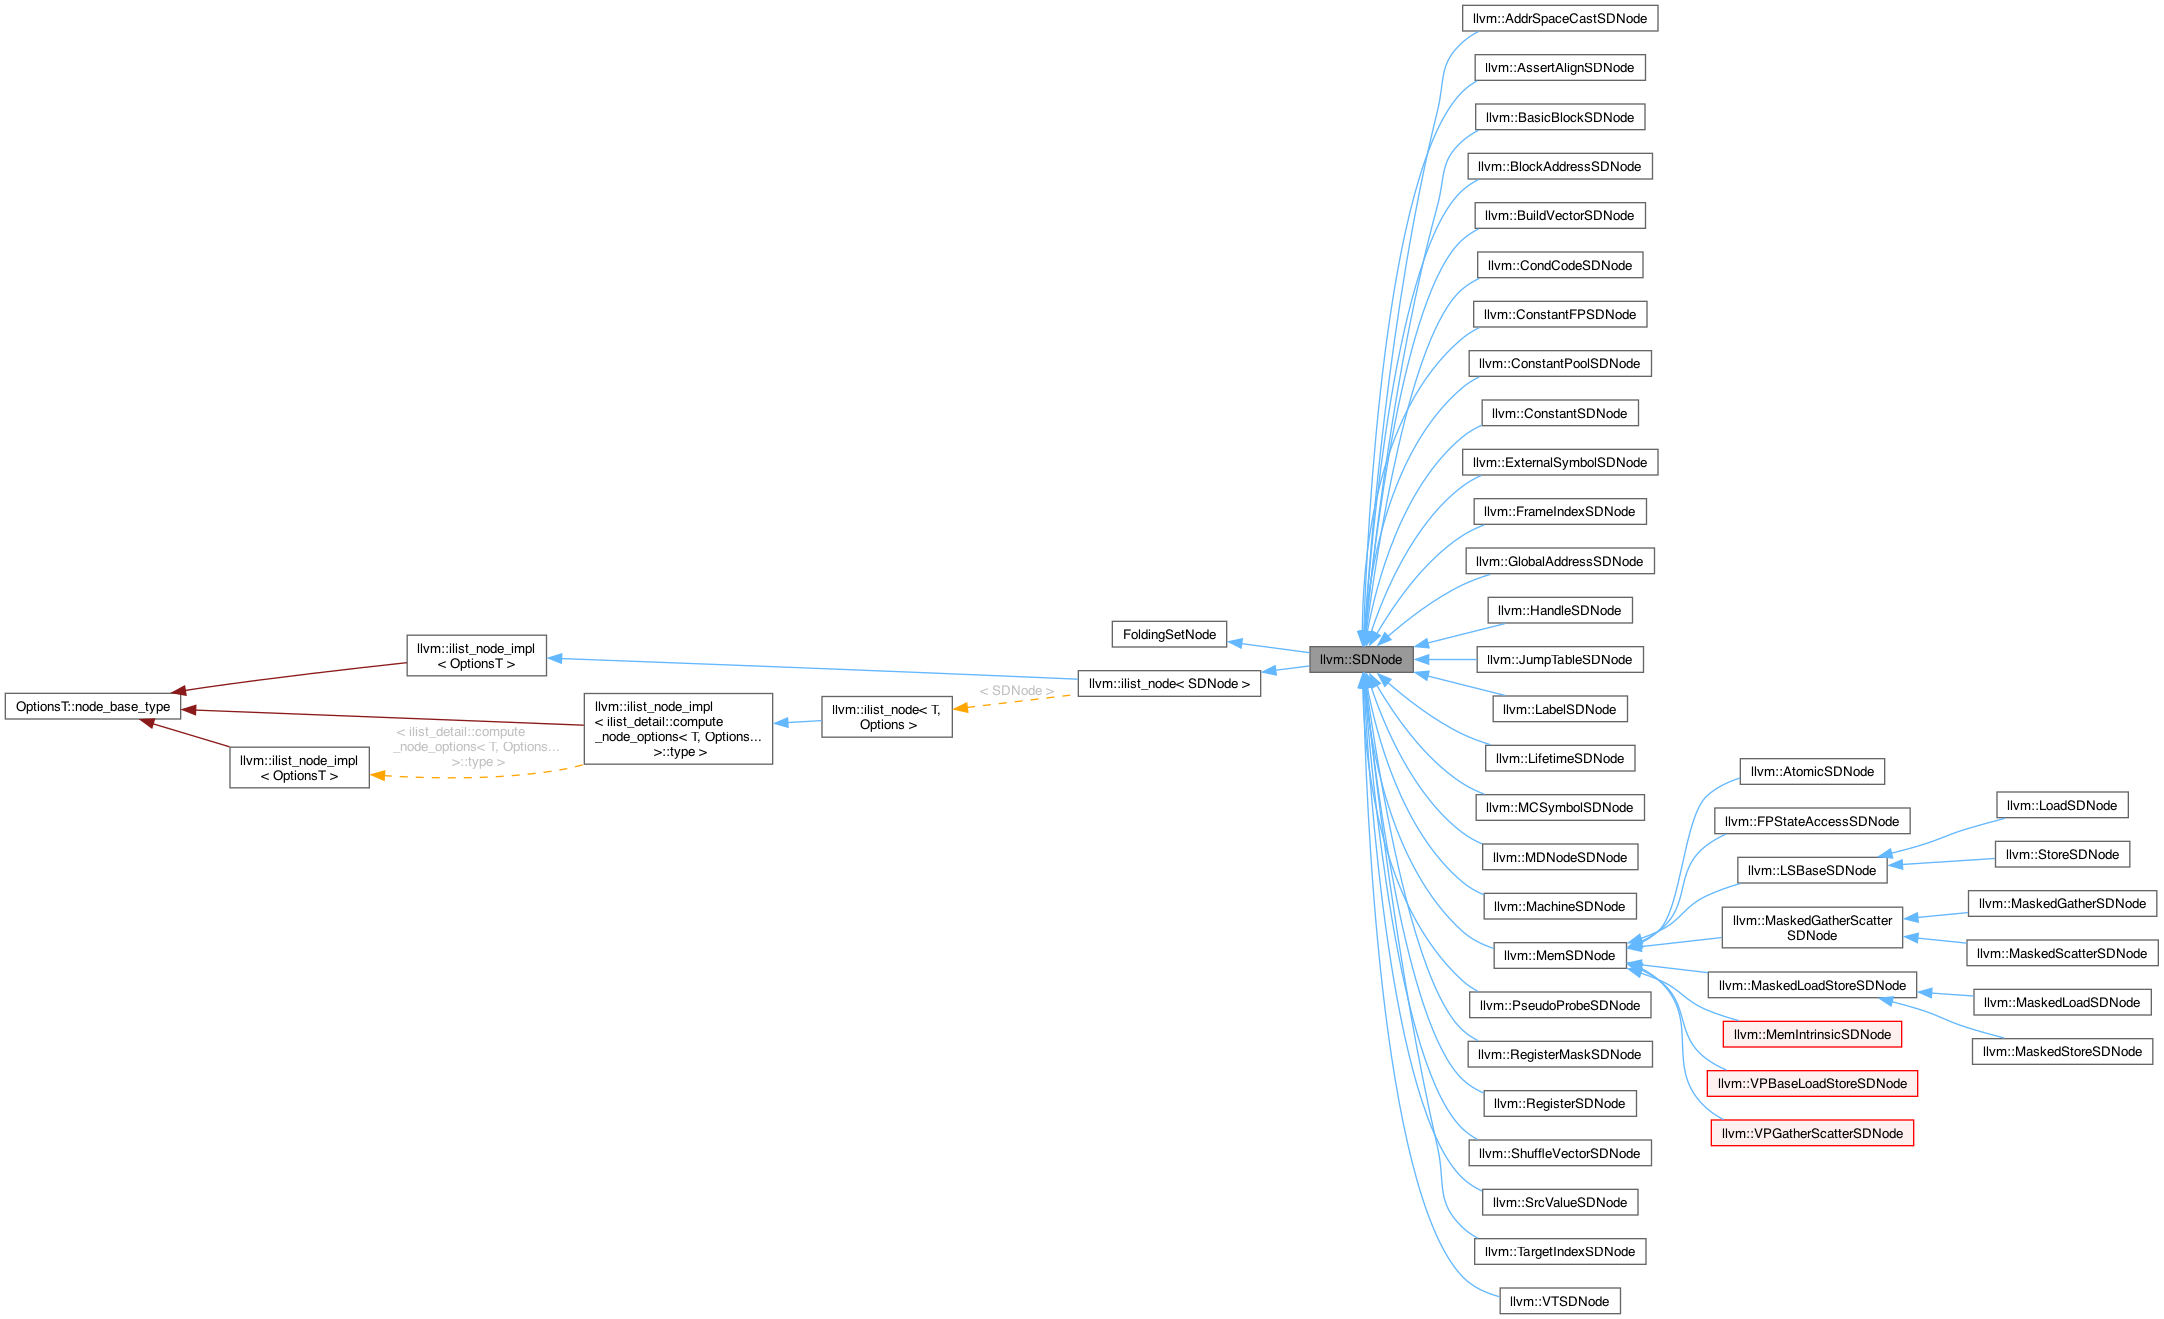 llvm::AddrSpaceCastSDNode
llvm::AssertAlignSDNode
llvm::BasicBlockSDNode
llvm::BlockAddressSDNode
llvm::BuildVectorSDNode
llvm::CondCodeSDNode
llvm::ConstantFPSDNode
llvm::ConstantPoolSDNode
llvm::ConstantSDNode
llvm::ExternalSymbolSDNode
llvm::FrameIndexSDNode
llvm::GlobalAddressSDNode
llvm::HandleSDNode
FoldingSetNode
llvm::ilist_node_impl
< OptionsT >
llvm::SDNode
llvm::JumpTableSDNode
llvm::ilist_node< SDNode >
< SDNode >
OptionsT::node_base_type
llvm::ilist_node_impl
< ilist_detail::compute
_node_options< T, Options...
>::type >
llvm::ilist_node< T,
Options >
llvm::LabelSDNode
< ilist_detail::compute
_node_options< T, Options...
>::type >
llvm::ilist_node_impl
< OptionsT >
llvm::LifetimeSDNode
llvm::AtomicSDNode
llvm::MCSymbolSDNode
llvm::FPStateAccessSDNode
llvm::LoadSDNode
llvm::MDNodeSDNode
llvm::LSBaseSDNode
llvm::StoreSDNode
llvm::MachineSDNode
llvm::MaskedGatherScatter
SDNode
llvm::MaskedGatherSDNode
llvm::MemSDNode
llvm::MaskedScatterSDNode
llvm::MaskedLoadStoreSDNode
llvm::PseudoProbeSDNode
llvm::MaskedLoadSDNode
llvm::MemIntrinsicSDNode
llvm::RegisterMaskSDNode
llvm::MaskedStoreSDNode
llvm::VPBaseLoadStoreSDNode
llvm::RegisterSDNode
llvm::VPGatherScatterSDNode
llvm::ShuffleVectorSDNode
llvm::SrcValueSDNode
llvm::TargetIndexSDNode
llvm::VTSDNode